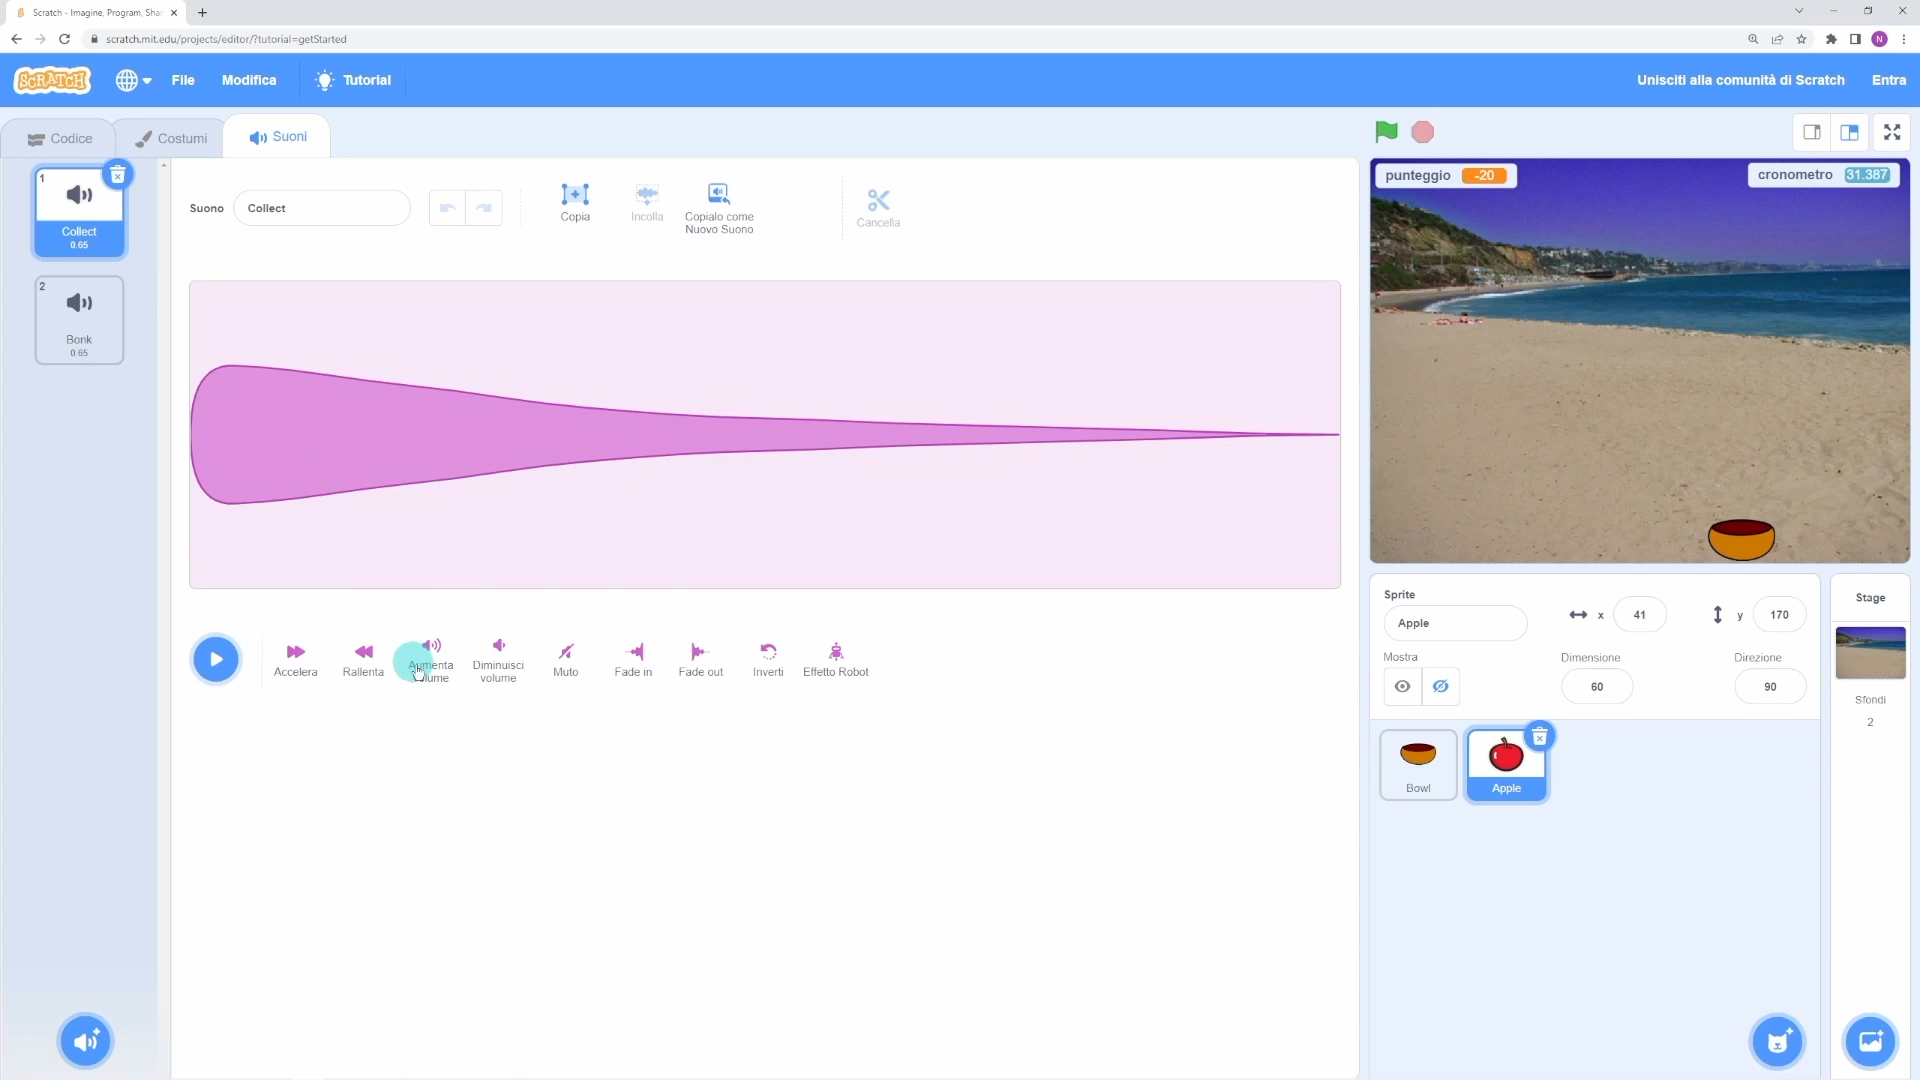 Scratch - Imagine, Program, Sha
scratch.mit.edu/projects/editor/?tutorial=getStarted
N
SCRATCH
File
Modifica
Tutorial
Unisciti alla comunità di Scratch
Entra
Codice
Costumi
Suoni
1
Collect
0.65
2
Bonk
0.65
Suono
Collect
Copia
Incolla
Copialo come
Nuovo Suono
Cancella
Accelera
Rallenta
Aumenta
volume
Diminuisci
volume
Muto
Fade in
Fade out
Inverti
Effetto Robot
punteggio
-20
cronometro
31.387
Sprite
Apple
x
41
y
170
Mostra
Dimensione
60
Direzione
90
Bowl
Apple
Stage
Sfondi
2